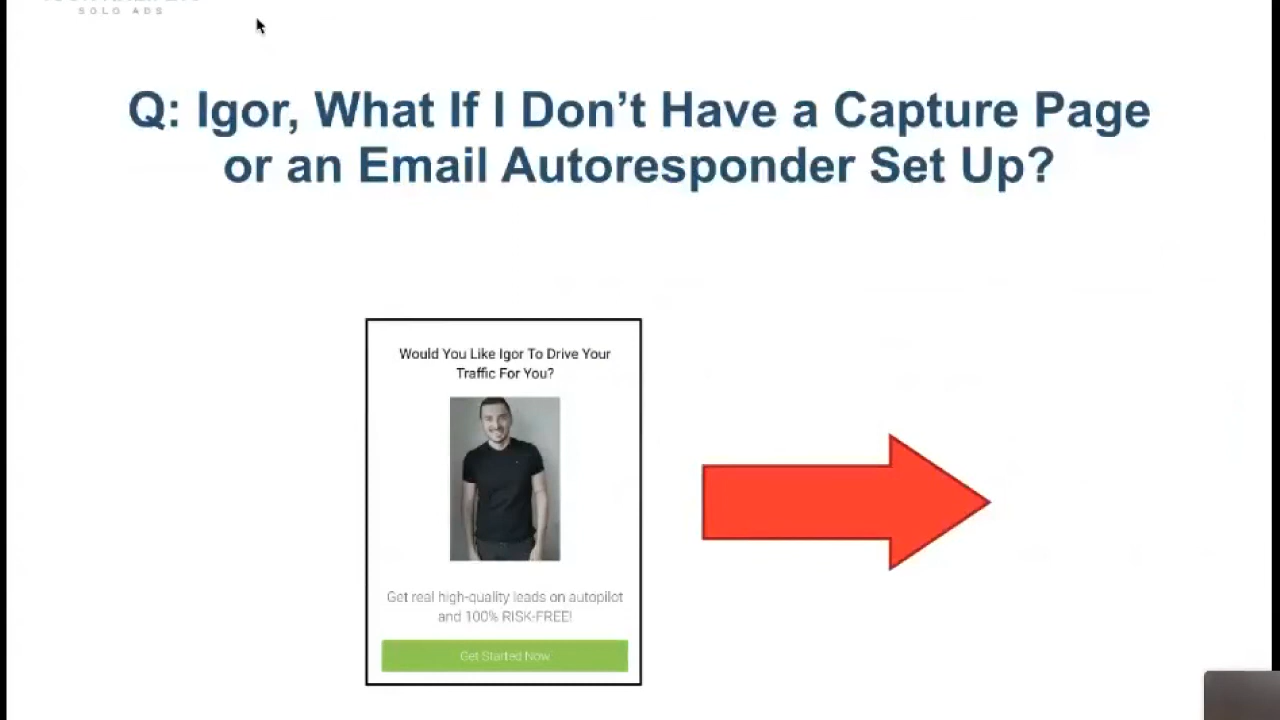 SOLO ADS
Q: Igor, What If I Don’t Have a Capture Page
or an Email Autoresponder Set Up?
Would You Like Igor To Drive Your
Traffic For You?
Get real high-quality leads on autopilot
and 100% RISK-FREE!
Get Started Now